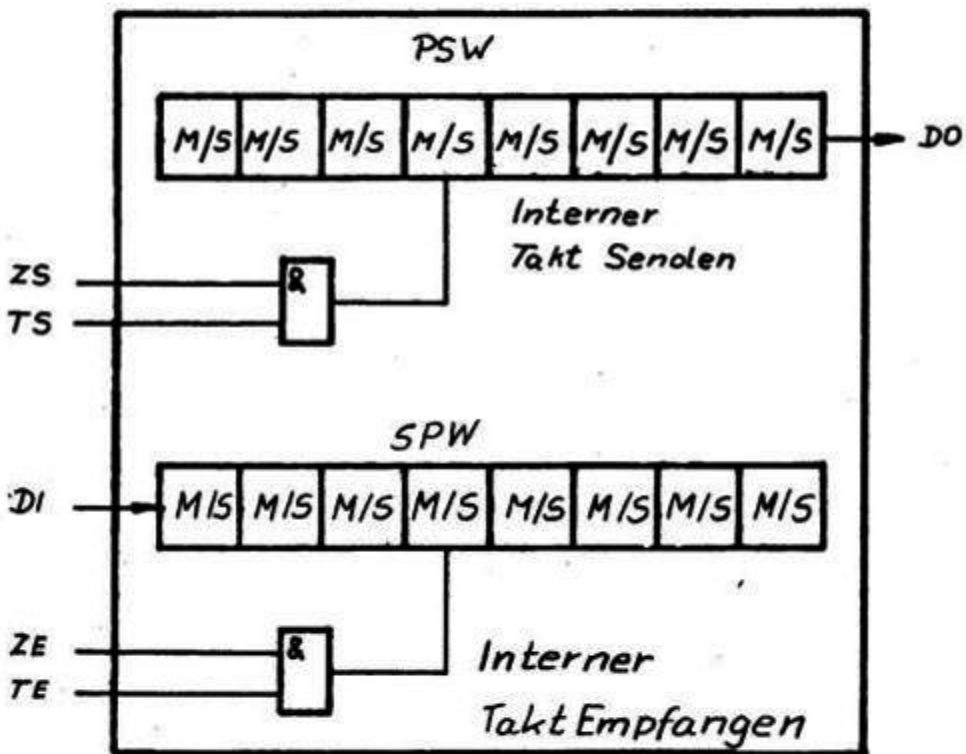 PSW
M/S M/S M/S M/S M/S M/S M/S M/S
DO
Interner
Takt Senden
ZS
&
TS
SPW
DI
M/S M/S M/S M/S M/S M/S M/S M/S
ZE
&
TE
Interner
Takt Empfangen